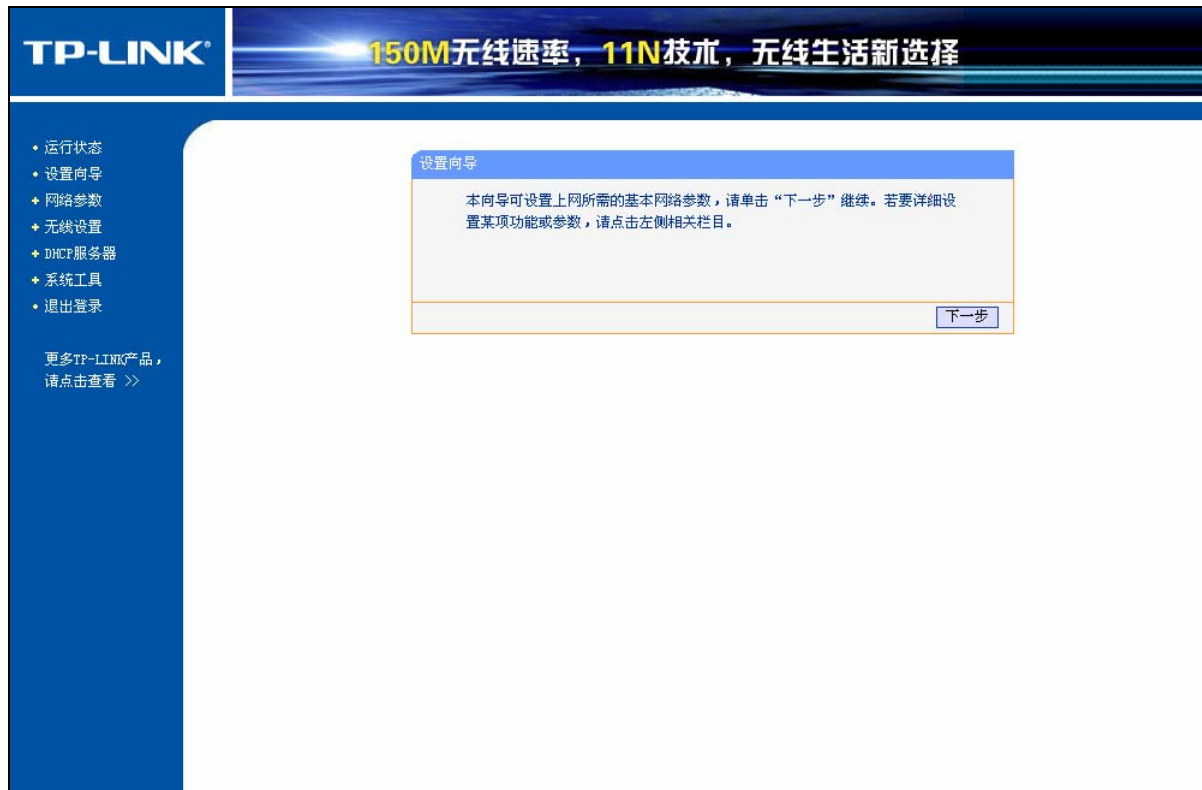 TP-LINK®
150M无线速率，11N技术，无线生活新选择
运行状态
设置向导
网络参数
无线设置
DHCP服务器
系统工具
退出登录
更多TP-LINK产品，
请点击查看 >>
设置向导
本向导可设置上网所需的基本网络参数，请单击“下一步”继续。若要详细设
置某项功能或参数，请点击左侧相关栏目。
下一步